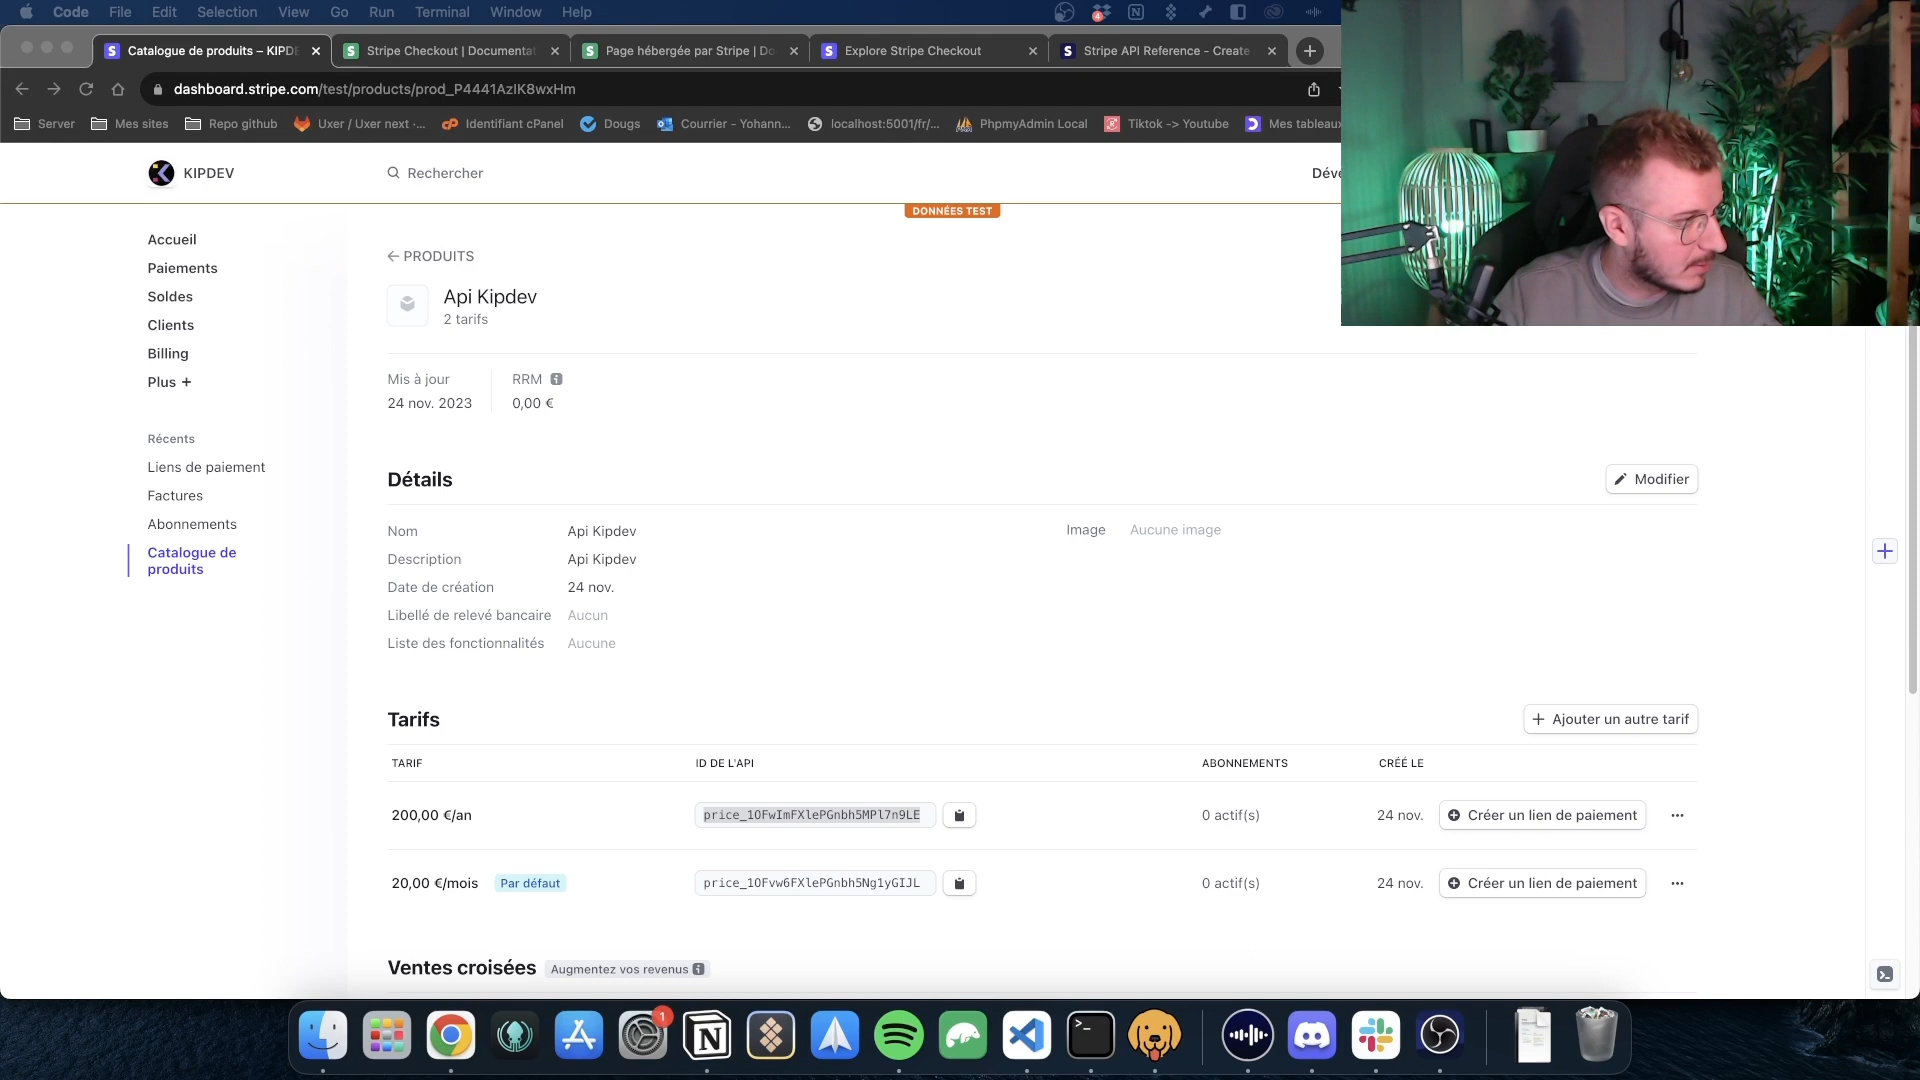 Code File Edit Selection View Go Run Terminal Window Help
4
Catalogue de produits – KIPDE
Stripe Checkout | Documentat
Page hébergée par Stripe | Do
Explore Stripe Checkout
Stripe API Reference - Create
dashboard.stripe.com/test/products/prod_P4441AzIK8wxHm
Server
Mes sites
Repo github
Uxer / Uxer next ·...
Identifiant cPanel
Dougs
Courrier - Yohann...
localhost:5001/fr/...
PhpmyAdmin Local
Tiktok -> Youtube
Mes tableaux
KIPDEV
Rechercher
Déve
DONNÉES TEST
Accueil
Paiements
Soldes
Clients
Billing
Plus +
Récents
Liens de paiement
Factures
Abonnements
Catalogue de
produits
← PRODUITS
Api Kipdev
2 tarifs
Mis à jour
24 nov. 2023
RRM
0,00 €
Détails
Modifier
Nom Api Kipdev
Description Api Kipdev
Date de création 24 nov.
Libellé de relevé bancaire Aucun
Liste des fonctionnalités Aucune
Image Aucune image
Tarifs
+ Ajouter un autre tarif
TARIF ID DE L'API ABONNEMENTS CRÉÉ LE
200,00 €/an price_1OFwImFXlePGnbh5MPl7n9LE 0 actif(s) 24 nov. Créer un lien de paiement ...
20,00 €/mois Par défaut price_1OFvw6FXlePGnbh5Ng1yGIJL 0 actif(s) 24 nov. Créer un lien de paiement ...
Ventes croisées Augmentez vos revenus
1